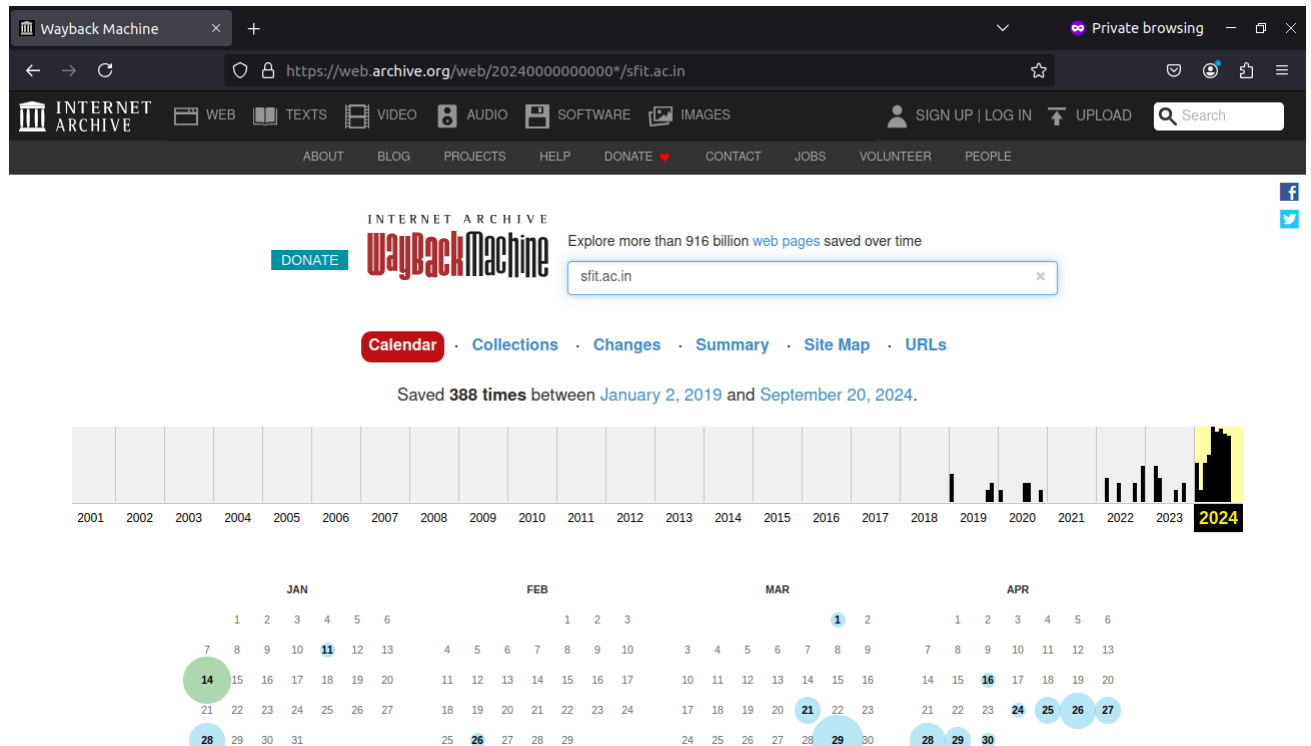 Wayback Machine × +
Private browsing
https://web.archive.org/web/20240000000000*/sfit.ac.in
INTERNET ARCHIVE
WEB TEXTS VIDEO AUDIO SOFTWARE IMAGES SIGN UP | LOG IN UPLOAD Search
ABOUT BLOG PROJECTS HELP DONATE CONTACT JOBS VOLUNTEER PEOPLE
f
DONATE
INTERNET ARCHIVE
WayBackMachine
Explore more than 916 billion web pages saved over time
sfit.ac.in ×
Calendar · Collections · Changes · Summary · Site Map · URLs
Saved 388 times between January 2, 2019 and September 20, 2024.
2001 2002 2003 2004 2005 2006 2007 2008 2009 2010 2011 2012 2013 2014 2015 2016 2017 2018 2019 2020 2021 2022 2023 2024
JAN FEB MAR APR
1 2 3 4 5 6 1 2 3 1 2 1 2 3 4 5 6
7 8 9 10 11 12 13 4 5 6 7 8 9 10 3 4 5 6 7 8 9 7 8 9 10 11 12 13
14 15 16 17 18 19 20 11 12 13 14 15 16 17 10 11 12 13 14 15 16 14 15 16 17 18 19 20
21 22 23 24 25 26 27 18 19 20 21 22 23 24 17 18 19 20 21 22 23 21 22 23 24 25 26 27
28 29 30 31 25 26 27 28 29 24 25 26 27 28 29 30 28 29 30